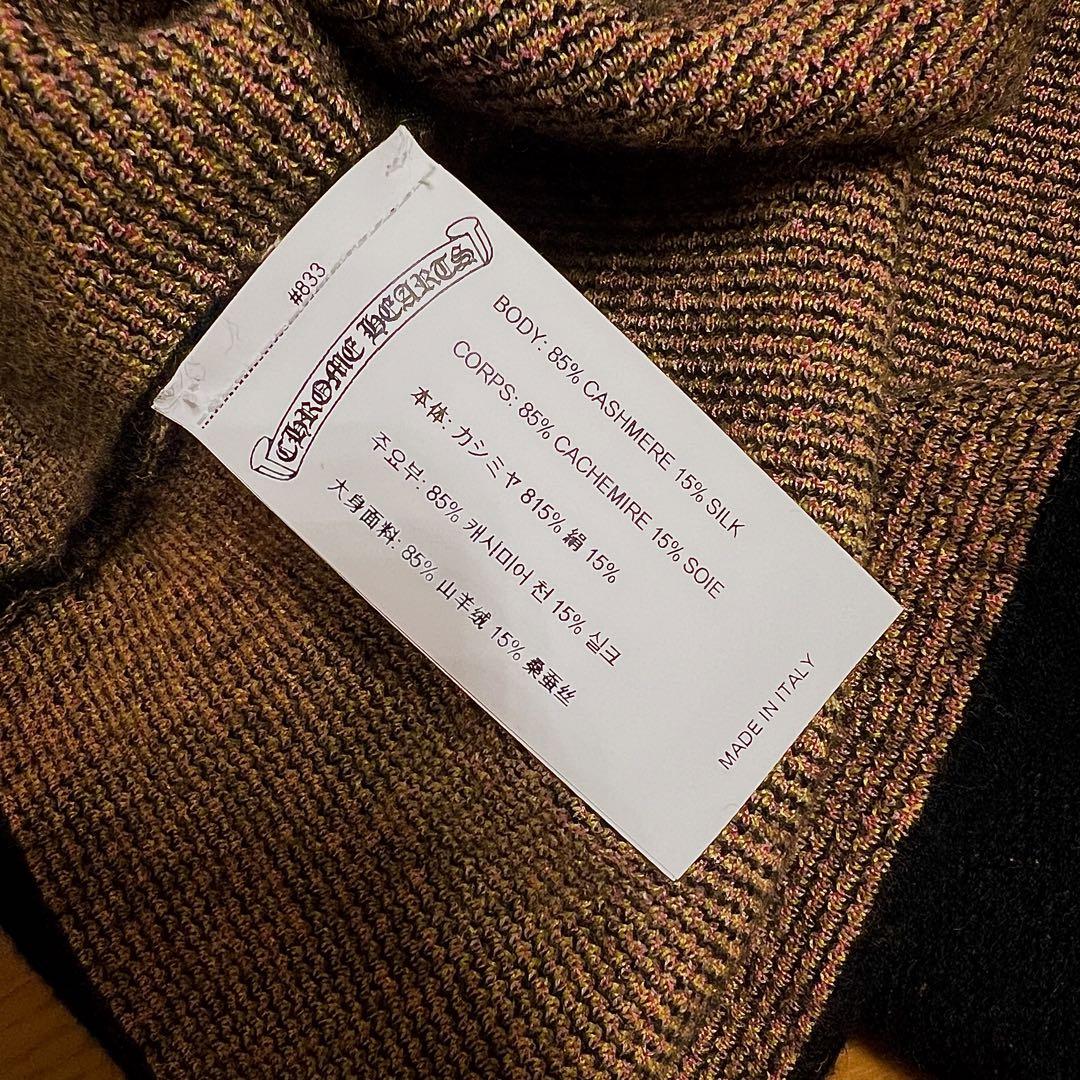 #833
CHROME HEARTS
BODY: 85% CASHMERE 15% SILK
CORPS: 85% CACHEMIRE 15% SOIE
本体: カシミヤ 815% 絹 15%
주요부: 85% 캐시미어 천 15% 실크
大身面料: 85% 山羊绒 15% 桑蚕丝
MADE IN ITALY